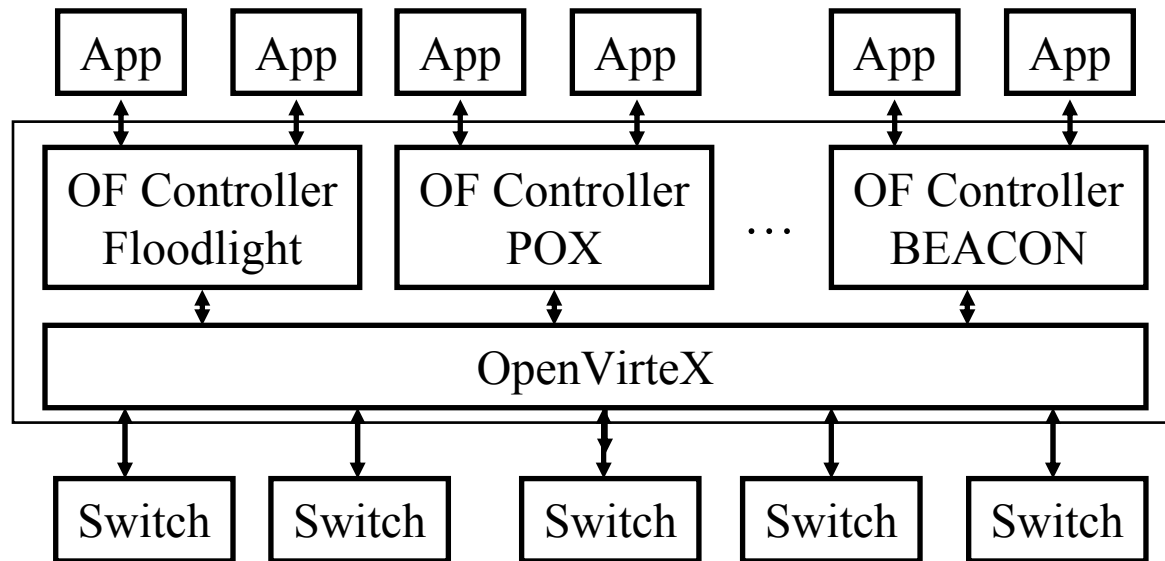 App App App App App App
OF Controller
Floodlight
OF Controller
POX
…
OF Controller
BEACON
OpenVirteX
Switch Switch Switch Switch Switch